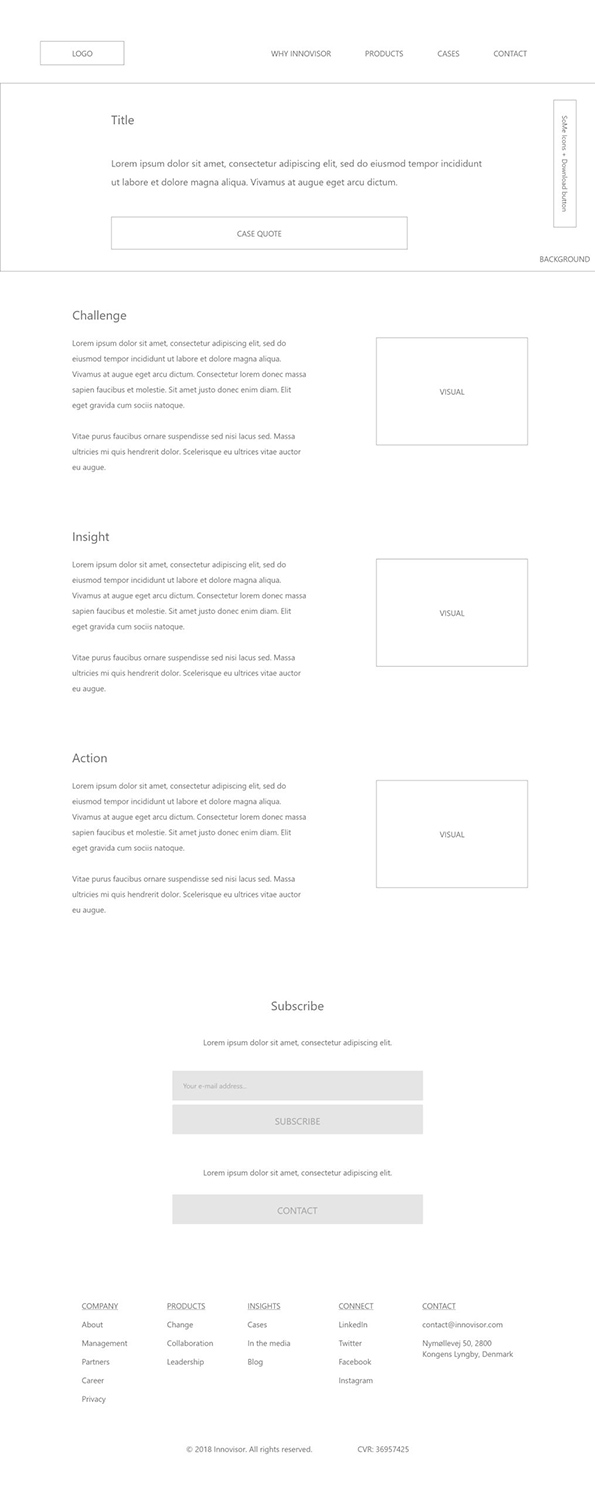 LOGO
WHY INNOVISOR
PRODUCTS
CASES
CONTACT
Title
Lorem ipsum dolor sit amet, consectetur adipiscing elit, sed do eiusmod tempor incididunt
ut labore et dolore magna aliqua. Vivamus at augue eget arcu dictum.
CASE QUOTE
SoMe Icons + Download button
BACKGROUND
Challenge
Lorem ipsum dolor sit amet, consectetur adipiscing elit, sed do
eiusmod tempor incididunt ut labore et dolore magna aliqua.
Vivamus at augue eget arcu dictum. Consectetur lorem donec massa
sapien faucibus et molestie. Sit amet justo donec enim diam. Elit
eget gravida cum sociis natoque.
Vitae purus faucibus ornare suspendisse sed nisi lacus sed. Massa
ultricies mi quis hendrerit dolor. Scelerisque eu ultrices vitae auctor
eu augue.
VISUAL
Insight
Lorem ipsum dolor sit amet, consectetur adipiscing elit, sed do
eiusmod tempor incididunt ut labore et dolore magna aliqua.
Vivamus at augue eget arcu dictum. Consectetur lorem donec massa
sapien faucibus et molestie. Sit amet justo donec enim diam. Elit
eget gravida cum sociis natoque.
Vitae purus faucibus ornare suspendisse sed nisi lacus sed. Massa
ultricies mi quis hendrerit dolor. Scelerisque eu ultrices vitae auctor
eu augue.
VISUAL
Action
Lorem ipsum dolor sit amet, consectetur adipiscing elit, sed do
eiusmod tempor incididunt ut labore et dolore magna aliqua.
Vivamus at augue eget arcu dictum. Consectetur lorem donec massa
sapien faucibus et molestie. Sit amet justo donec enim diam. Elit
eget gravida cum sociis natoque.
Vitae purus faucibus ornare suspendisse sed nisi lacus sed. Massa
ultricies mi quis hendrerit dolor. Scelerisque eu ultrices vitae auctor
eu augue.
VISUAL
Subscribe
Lorem ipsum dolor sit amet, consectetur adipiscing elit.
Your e-mail address..
SUBSCRIBE
Lorem ipsum dolor sit amet, consectetur adipiscing elit.
CONTACT
COMPANY
About
Management
Partners
Career
Privacy
PRODUCTS
Change
Collaboration
Leadership
INSIGHTS
Cases
In the media
Blog
CONNECT
LinkedIn
Twitter
Facebook
Instagram
CONTACT
contact@innovisor.com
Nymøllevej 50, 2800
Kongens Lyngby, Denmark
© 2018 Innovisor. All rights reserved.
CVR: 36957425